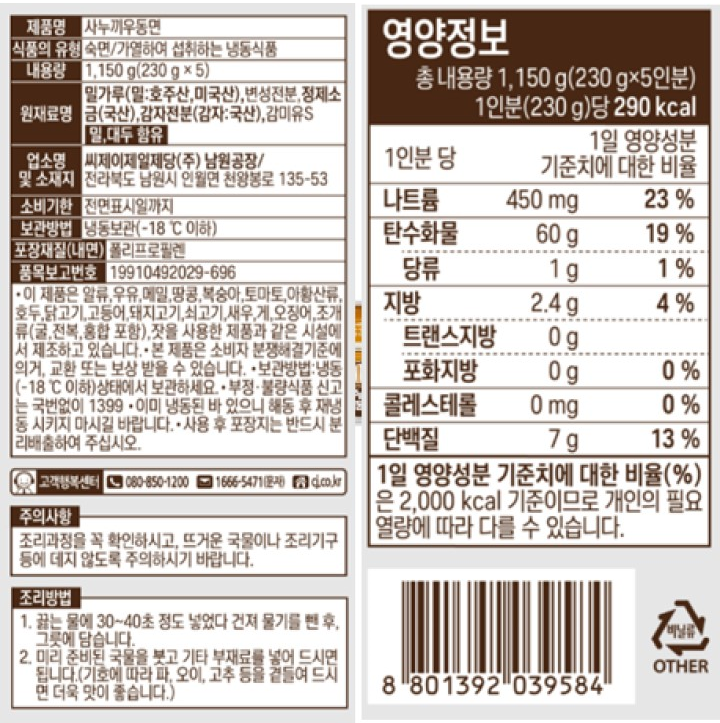 제품명 사누끼우동면
식품의 유형 숙면/가열하여 섭취하는 냉동식품
내용량 1,150 g(230 g × 5)
원재료명 밀가루(밀:호주산,미국산),변성전분,정제소
금(국산),감자전분(감자:국산),감미유S
밀,대두 함유
업소명 및 소재지 씨제이제일제당(주) 남원공장/
전라북도 남원시 인월면 천왕봉로 135-53
소비기한 전면표시일까지
보관방법 냉동보관(-18 ℃ 이하)
포장재질(내면) 폴리프로필렌
품목보고번호 19910492029-696
•이 제품은 알류,우유,메밀,땅콩,복숭아,토마토,아황산류,
호두,닭고기,고등어,돼지고기,쇠고기,새우,게,오징어,조개
류(굴,전복,홍합 포함),잣을 사용한 제품과 같은 시설에
서 제조하고 있습니다.•본 제품은 소비자 분쟁해결기준에
의거, 교환 또는 보상 받을 수 있습니다. •보관방법:냉동
(-18 ℃ 이하)상태에서 보관하세요.•부정·불량식품 신고
는 국번없이 1399 •이미 냉동된 바 있으니 해동 후 재냉
동 시키지 마시길 바랍니다.•사용 후 포장지는 반드시 분
리배출하여 주십시오.
고객행복센터 080-850-1200 1666-5471(문자) cj.co.kr
주의사항
조리과정을 꼭 확인하시고, 뜨거운 국물이나 조리기구
등에 데지 않도록 주의하시기 바랍니다.
조리방법
1. 끓는 물에 30~40초 정도 넣었다 건져 물기를 뺀 후,
그릇에 담습니다.
2. 미리 준비된 국물을 붓고 기타 부재료를 넣어 드시면
됩니다.(기호에 따라 파, 오이, 고추 등을 곁들여 드시
면 더욱 맛이 좋습니다.)
영양정보
총 내용량 1,150 g(230 g×5인분)
1인분(230 g)당 290 kcal
1인분 당 1일 영양성분
기준치에 대한 비율
나트륨 450 mg 23 %
탄수화물 60 g 19 %
당류 1 g 1 %
지방 2.4 g 4 %
트랜스지방 0 g
포화지방 0 g 0 %
콜레스테롤 0 mg 0 %
단백질 7 g 13 %
1일 영양성분 기준치에 대한 비율(%)
은 2,000 kcal 기준이므로 개인의 필요
열량에 따라 다를 수 있습니다.
8 801392 039584
비닐류
OTHER